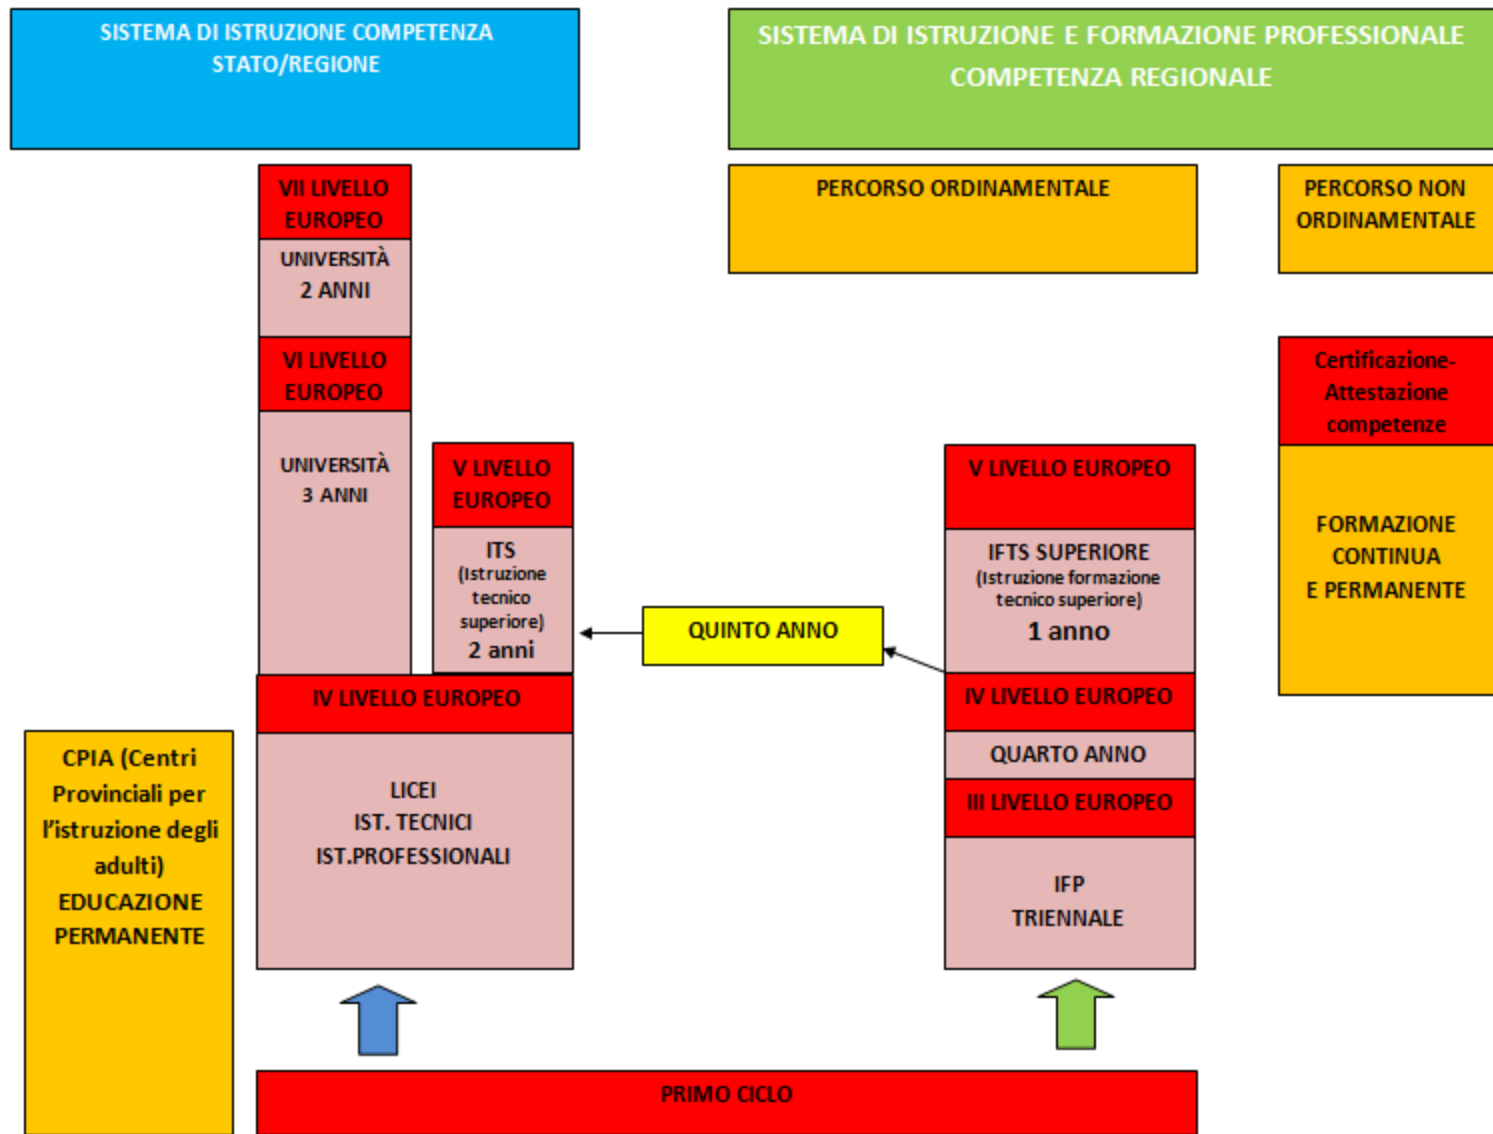 SISTEMA DI ISTRUZIONE COMPETENZA
STATO/REGIONE
SISTEMA DI ISTRUZIONE E FORMAZIONE PROFESSIONALE
COMPETENZA REGIONALE
PERCORSO ORDINAMENTALE
PERCORSO NON
ORDINAMENTALE
VII LIVELLO
EUROPEO
UNIVERSITÀ
2 ANNI
VI LIVELLO
EUROPEO
UNIVERSITÀ
3 ANNI
V LIVELLO
EUROPEO
ITS
(Istruzione
tecnico
superiore)
2 anni
QUINTO ANNO
V LIVELLO EUROPEO
IFTS SUPERIORE
(Istruzione formazione
tecnico superiore)
1 anno
IV LIVELLO EUROPEO
QUARTO ANNO
III LIVELLO EUROPEO
IFP
TRIENNALE
Certificazione-
Attestazione
competenze
FORMAZIONE
CONTINUA
E PERMANENTE
IV LIVELLO EUROPEO
LICEI
IST. TECNICI
IST.PROFESSIONALI
CPIA (Centri
Provinciali per
l'istruzione degli
adulti)
EDUCAZIONE
PERMANENTE
PRIMO CICLO